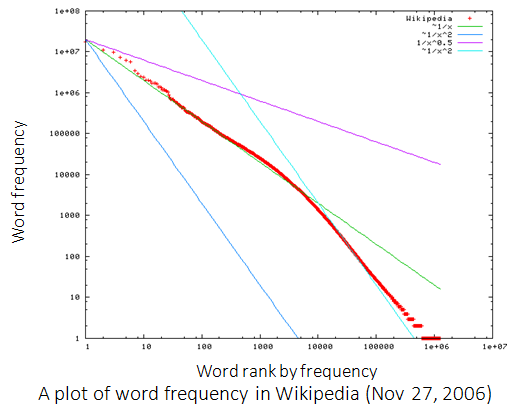 1e+08
1e+07
1e+06
100000
10000
1000
100
10
1
Word frequency
Wikipedia
~1/x
~1/x^2
1/x^0.5
~1/x^2
1 10 100 1000 10000 100000 1e+06 1e+07
Word rank by frequency
A plot of word frequency in Wikipedia (Nov 27, 2006)